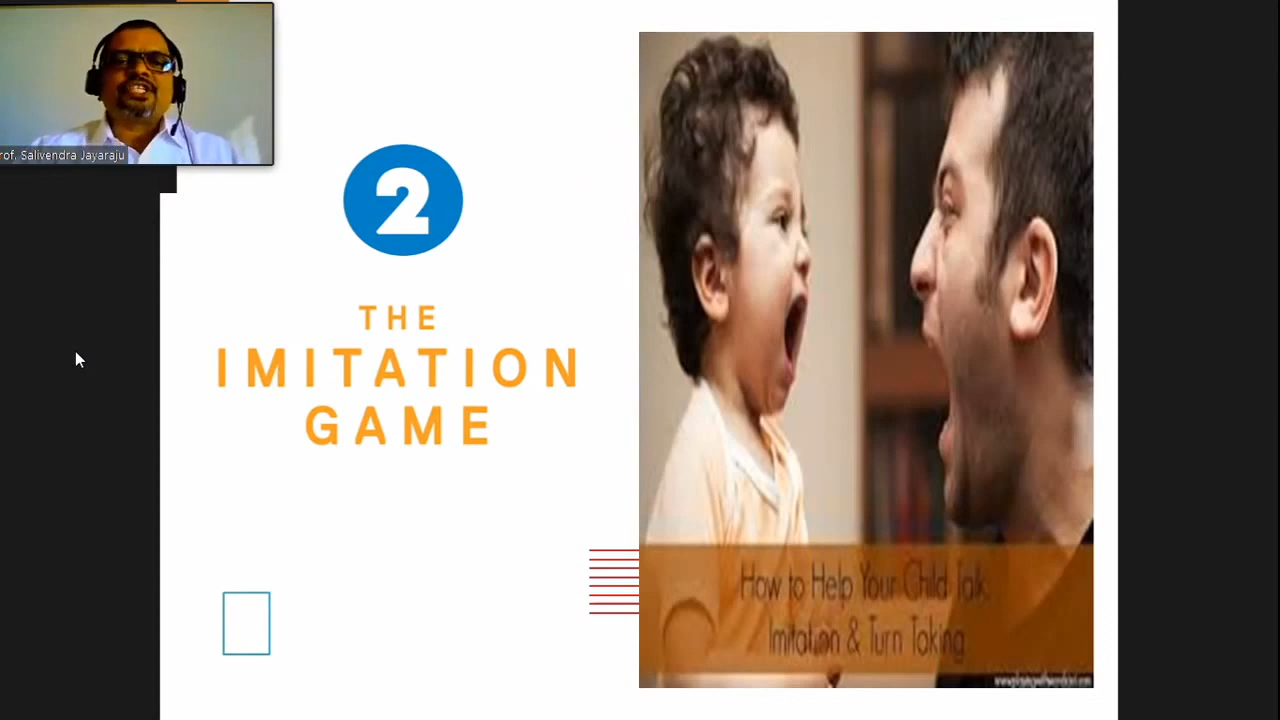 rof. Salivendra Jayaraju
2
THE
IMITATION
GAME
How to Help Your Child Talk
Imitation & Turn Taking